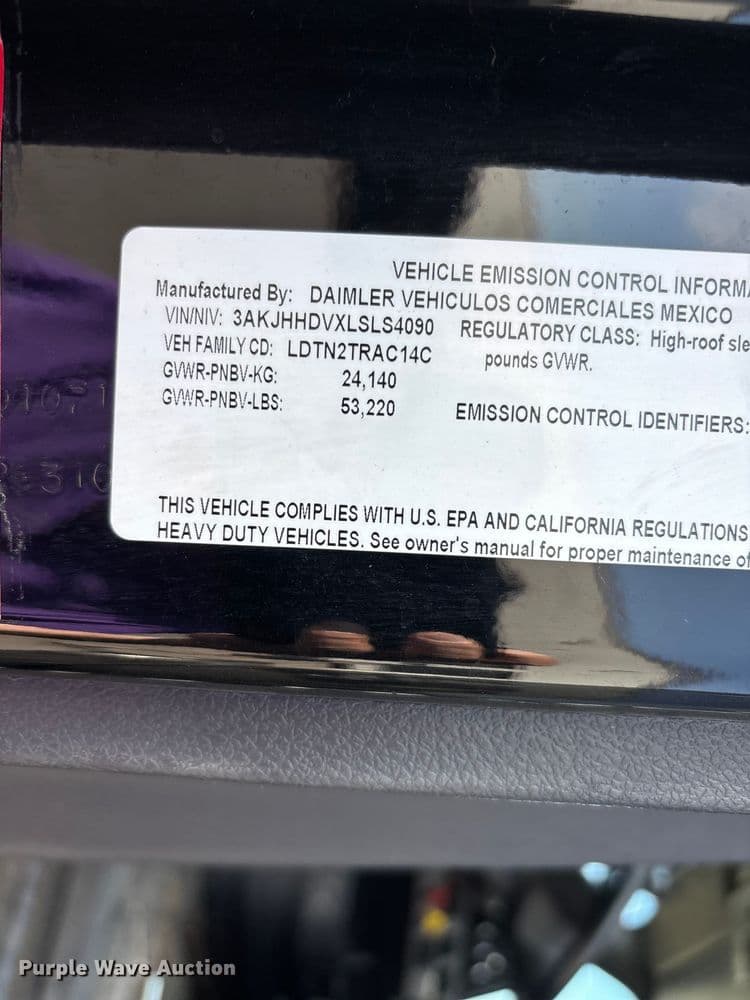 VEHICLE EMISSION CONTROL INFORMA
Manufactured By: DAIMLER VEHICULOS COMERCIALES MEXICO
VIN/NIV: 3AKJHHDVXLSLS4090 REGULATORY CLASS: High-roof sle
VEH FAMILY CD: LDTN2TRAC14C pounds GVWR.
GVWR-PNBV-KG: 24,140
GVWR-PNBV-LBS: 53,220 EMISSION CONTROL IDENTIFIERS:
THIS VEHICLE COMPLIES WITH U.S. EPA AND CALIFORNIA REGULATIONS
HEAVY DUTY VEHICLES. See owner's manual for proper maintenance of
Purple Wave Auction